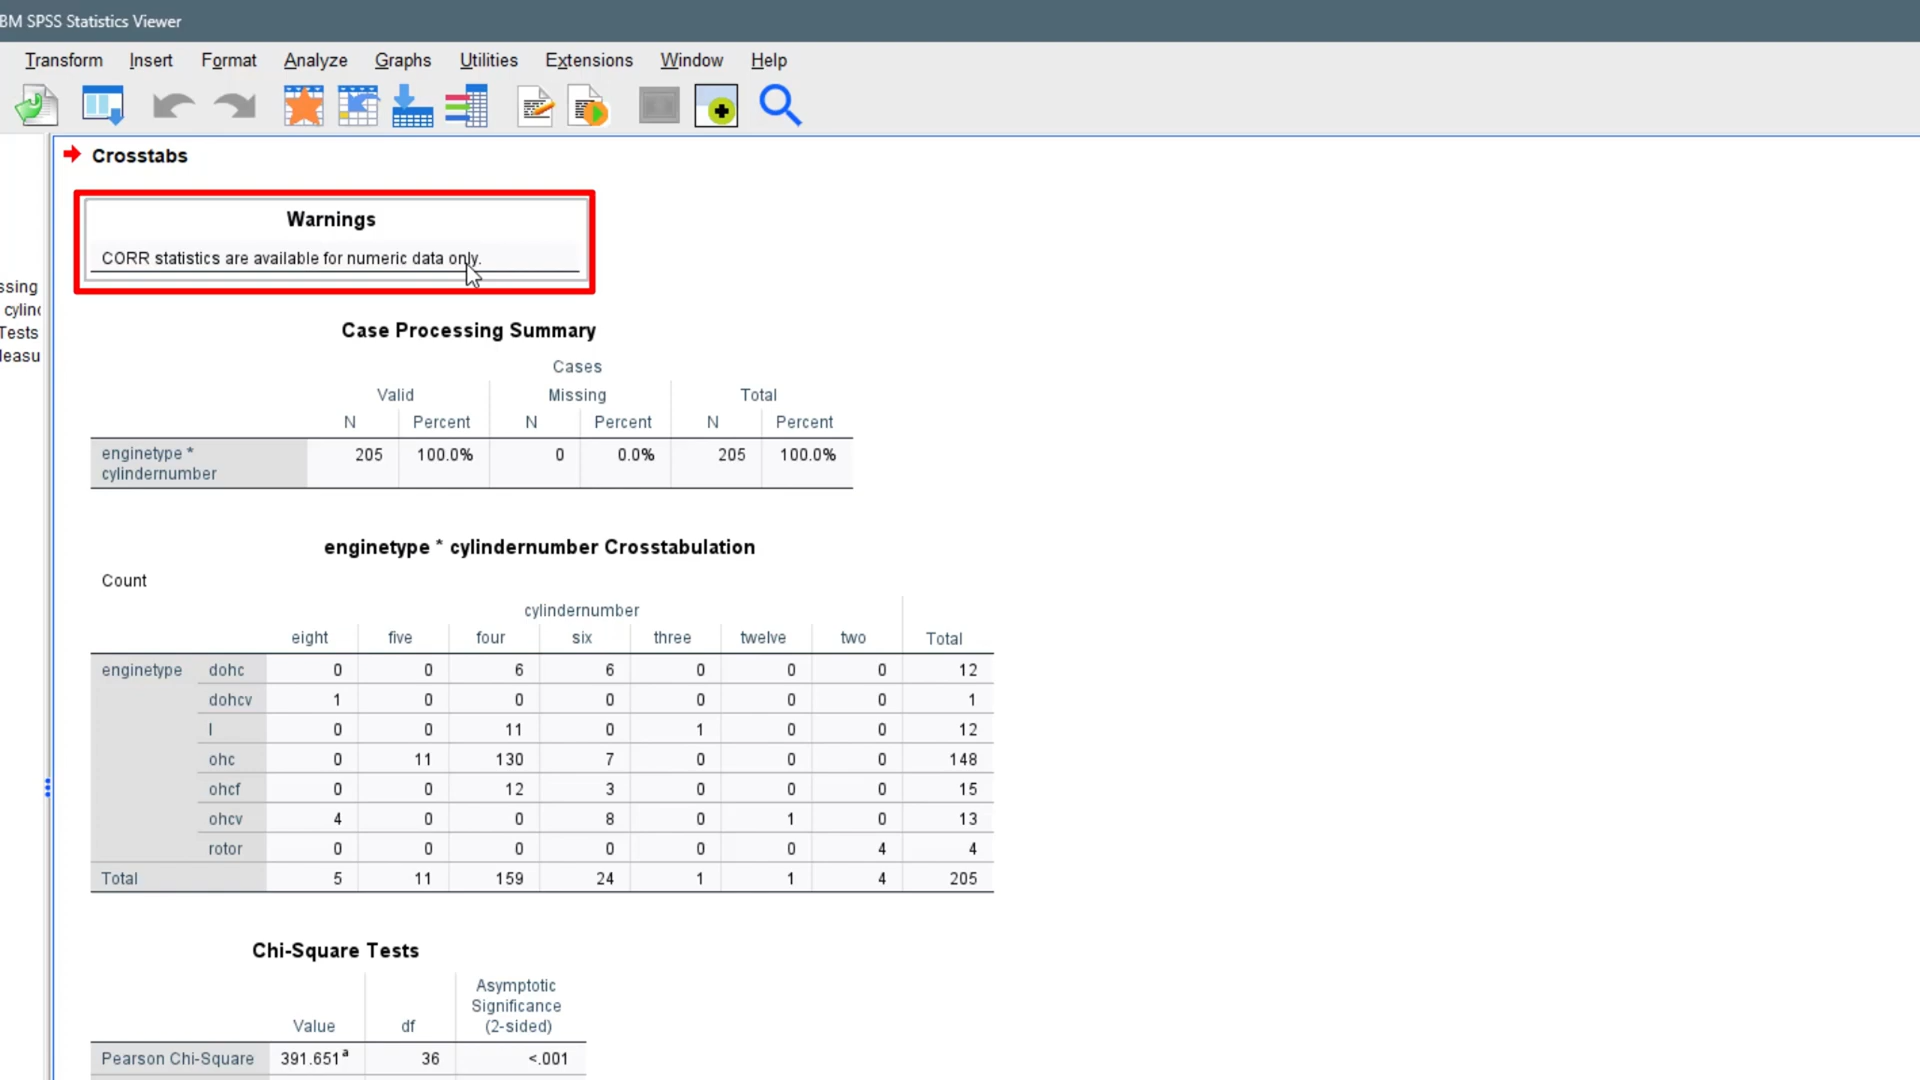 BM SPSS Statistics Viewer
Transform Insert Format Analyze Graphs Utilities Extensions Window Help
Crosstabs
Warnings
CORR statistics are available for numeric data only.
ssing
cylin
Tests
leasu
Case Processing Summary
Cases
Valid Missing Total
N Percent N Percent N Percent
enginetype * 205 100.0% 0 0.0% 205 100.0%
cylindernumber
enginetype * cylindernumber Crosstabulation
Count
cylindernumber
eight five four six three twelve two Total
enginetype dohc 0 0 6 6 0 0 0 12
dohcv 1 0 0 0 0 0 0 1
l 0 0 11 0 1 0 0 12
ohc 0 11 130 7 0 0 0 148
ohcf 0 0 12 3 0 0 0 15
ohcv 4 0 0 8 0 1 0 13
rotor 0 0 0 0 0 0 4 4
Total 5 11 159 24 1 1 4 205
Chi-Square Tests
Asymptotic
Significance
Value df (2-sided)
Pearson Chi-Square 391.651ᵃ 36 <.001